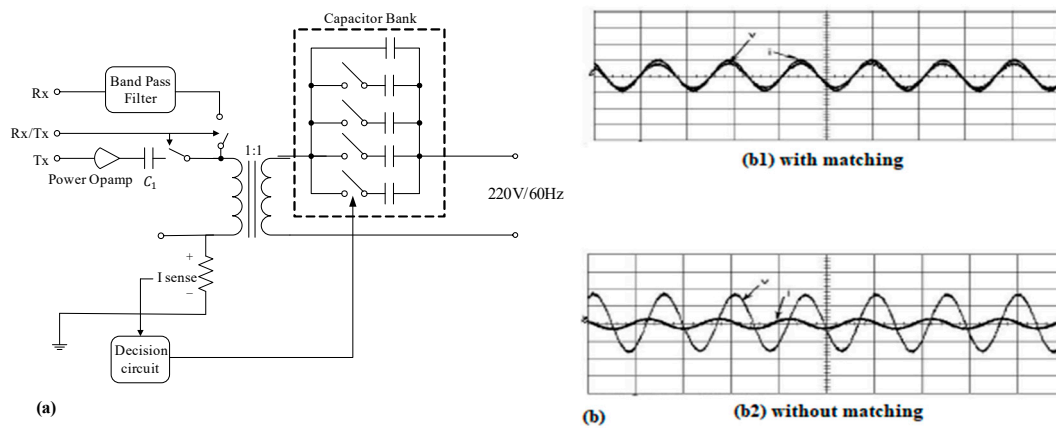 Capacitor Bank
Rx
Band Pass
Filter
Rx/Tx
Tx
Power Opamp
C₁
1:1
220V/60Hz
+
I sense
−
Decision
circuit
(a)
v
i
(b1) with matching
v
i
(b)
(b2) without matching